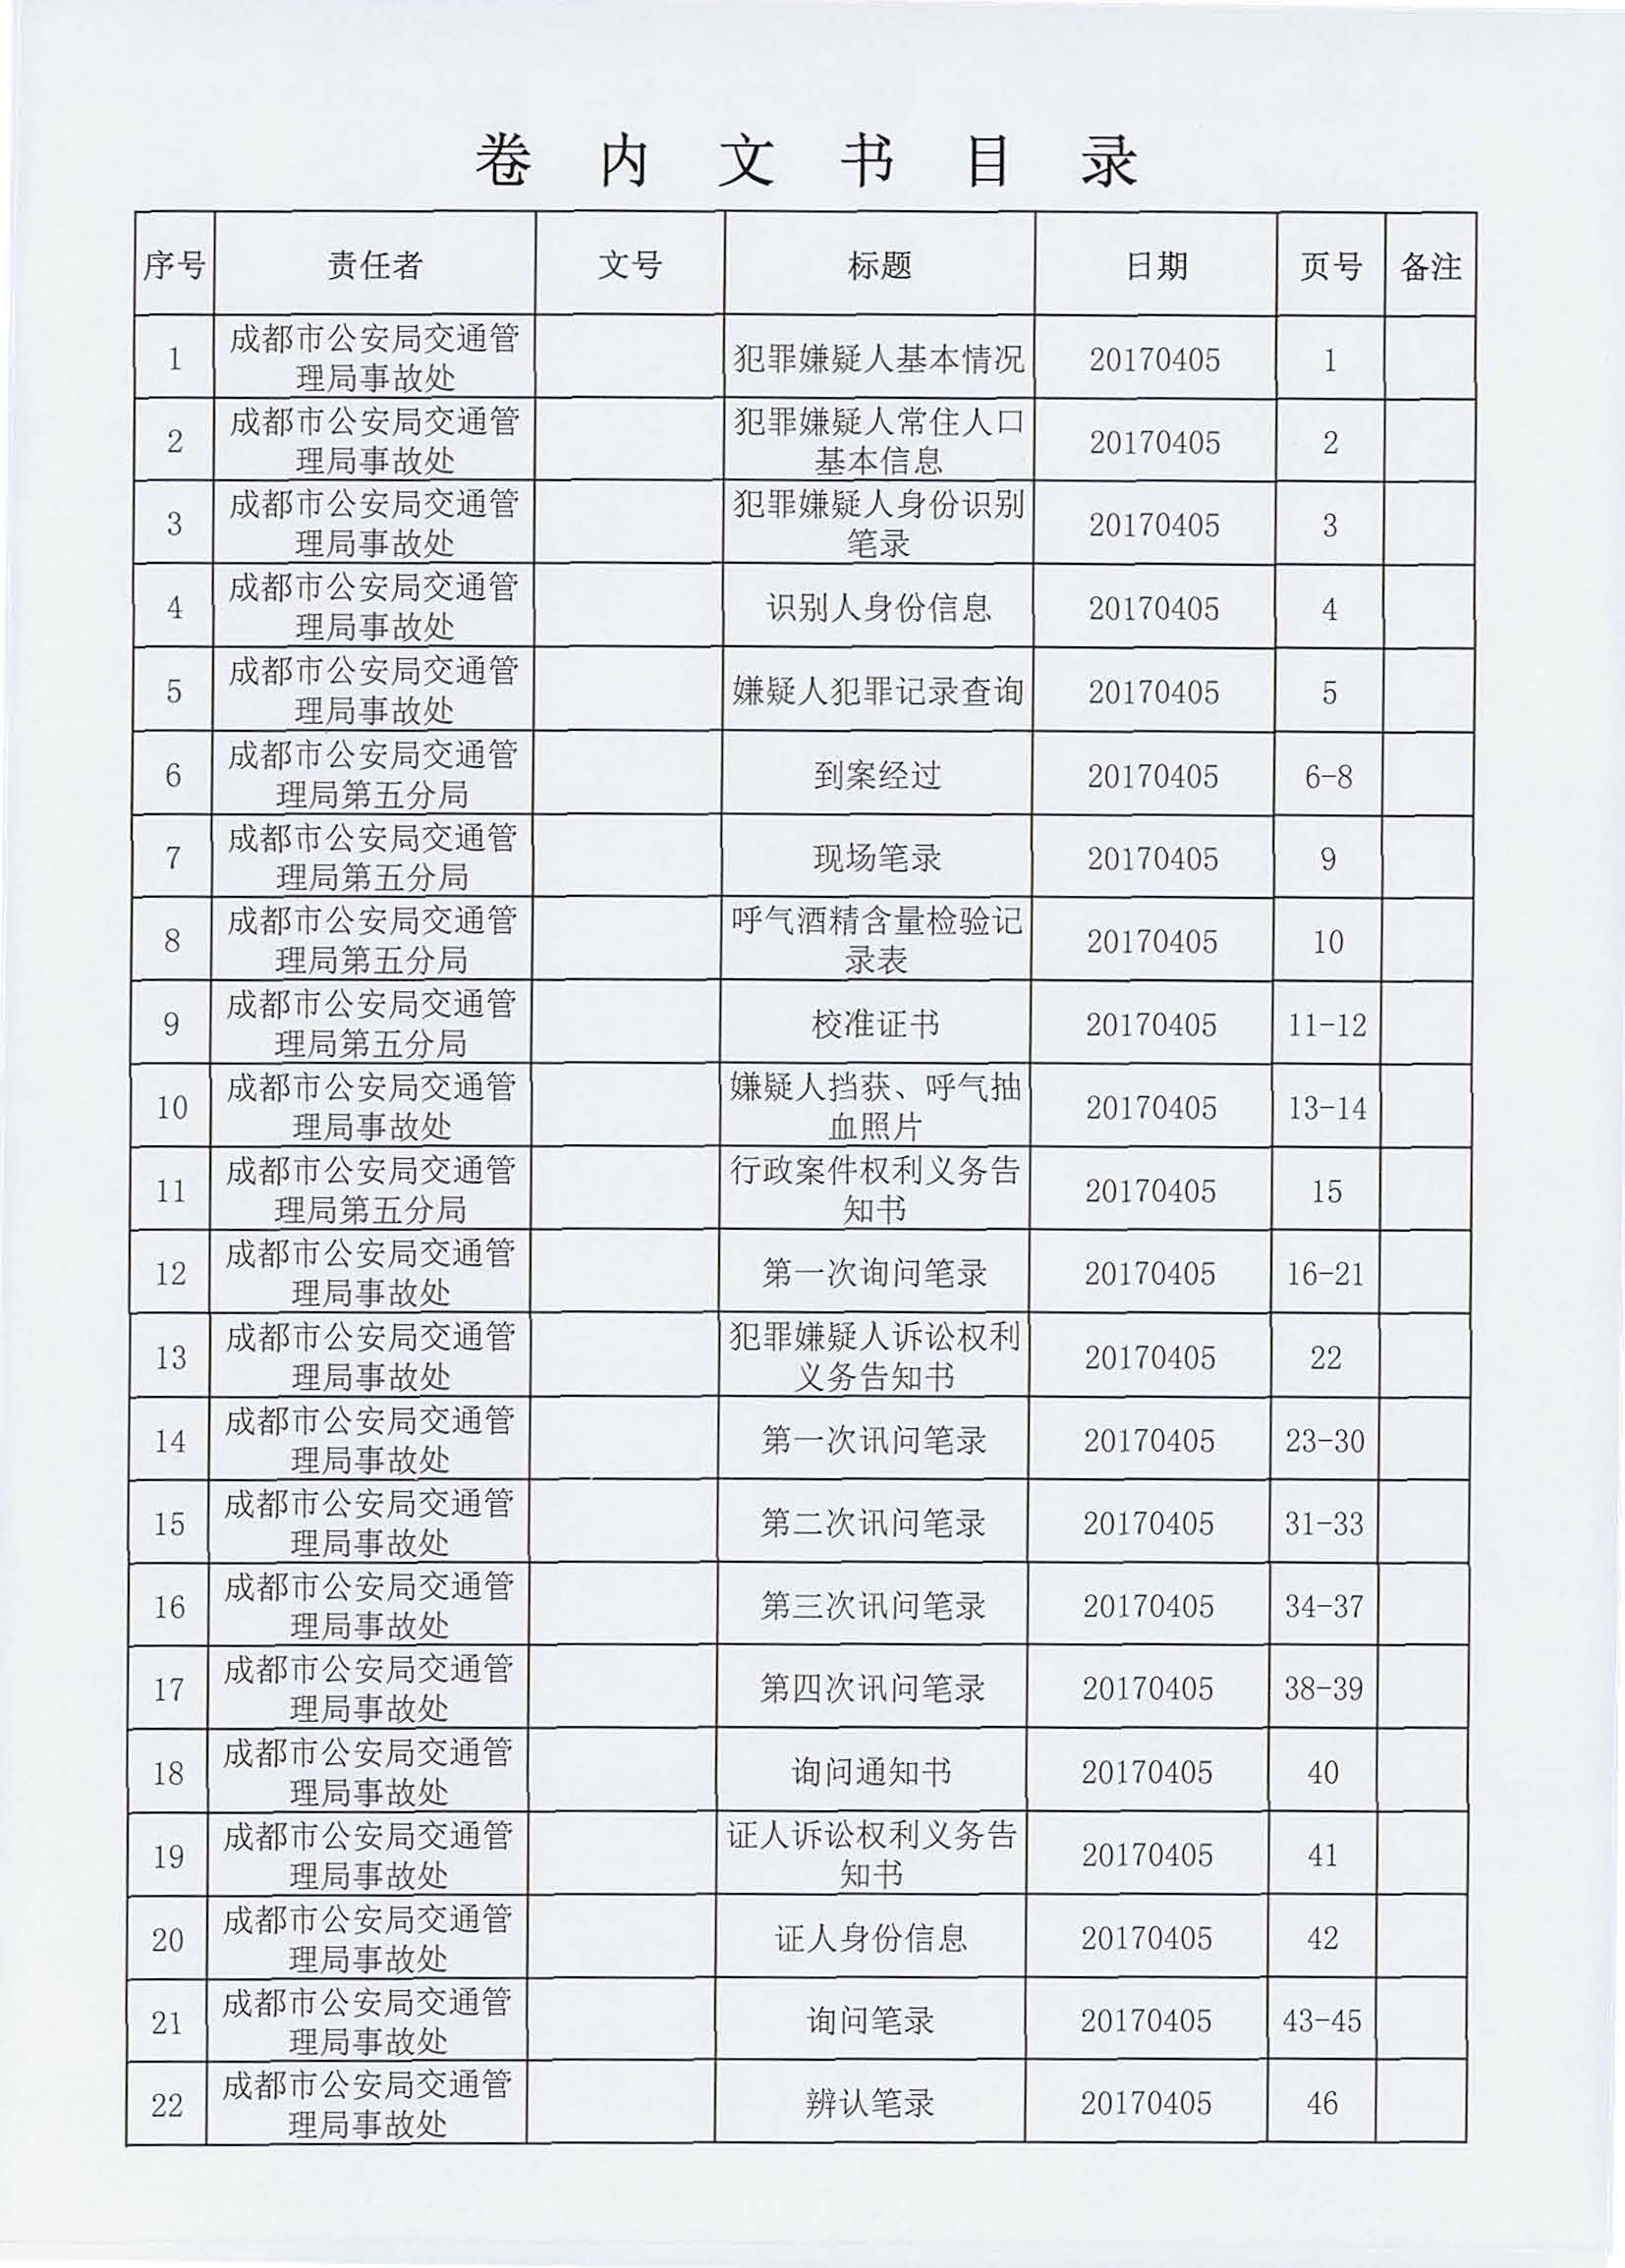 卷内文书目录
序号 责任者 文号 标题 日期 页号 备注
1 成都市公安局交通管理局事故处 犯罪嫌疑人基本情况 20170405 1
2 成都市公安局交通管理局事故处 犯罪嫌疑人常住人口基本信息 20170405 2
3 成都市公安局交通管理局事故处 犯罪嫌疑人身份识别笔录 20170405 3
4 成都市公安局交通管理局事故处 识别人身份信息 20170405 4
5 成都市公安局交通管理局事故处 嫌疑人犯罪记录查询 20170405 5
6 成都市公安局交通管理局第五分局 到案经过 20170405 6-8
7 成都市公安局交通管理局第五分局 现场笔录 20170405 9
8 成都市公安局交通管理局第五分局 呼气酒精含量检验记录表 20170405 10
9 成都市公安局交通管理局第五分局 校准证书 20170405 11-12
10 成都市公安局交通管理局事故处 嫌疑人挡获、呼气抽血照片 20170405 13-14
11 成都市公安局交通管理局第五分局 行政案件权利义务告知书 20170405 15
12 成都市公安局交通管理局事故处 第一次询问笔录 20170405 16-21
13 成都市公安局交通管理局事故处 犯罪嫌疑人诉讼权利义务告知书 20170405 22
14 成都市公安局交通管理局事故处 第一次讯问笔录 20170405 23-30
15 成都市公安局交通管理局事故处 第二次讯问笔录 20170405 31-33
16 成都市公安局交通管理局事故处 第三次讯问笔录 20170405 34-37
17 成都市公安局交通管理局事故处 第四次讯问笔录 20170405 38-39
18 成都市公安局交通管理局事故处 询问通知书 20170405 40
19 成都市公安局交通管理局事故处 证人诉讼权利义务告知书 20170405 41
20 成都市公安局交通管理局事故处 证人身份信息 20170405 42
21 成都市公安局交通管理局事故处 询问笔录 20170405 43-45
22 成都市公安局交通管理局事故处 辨认笔录 20170405 46